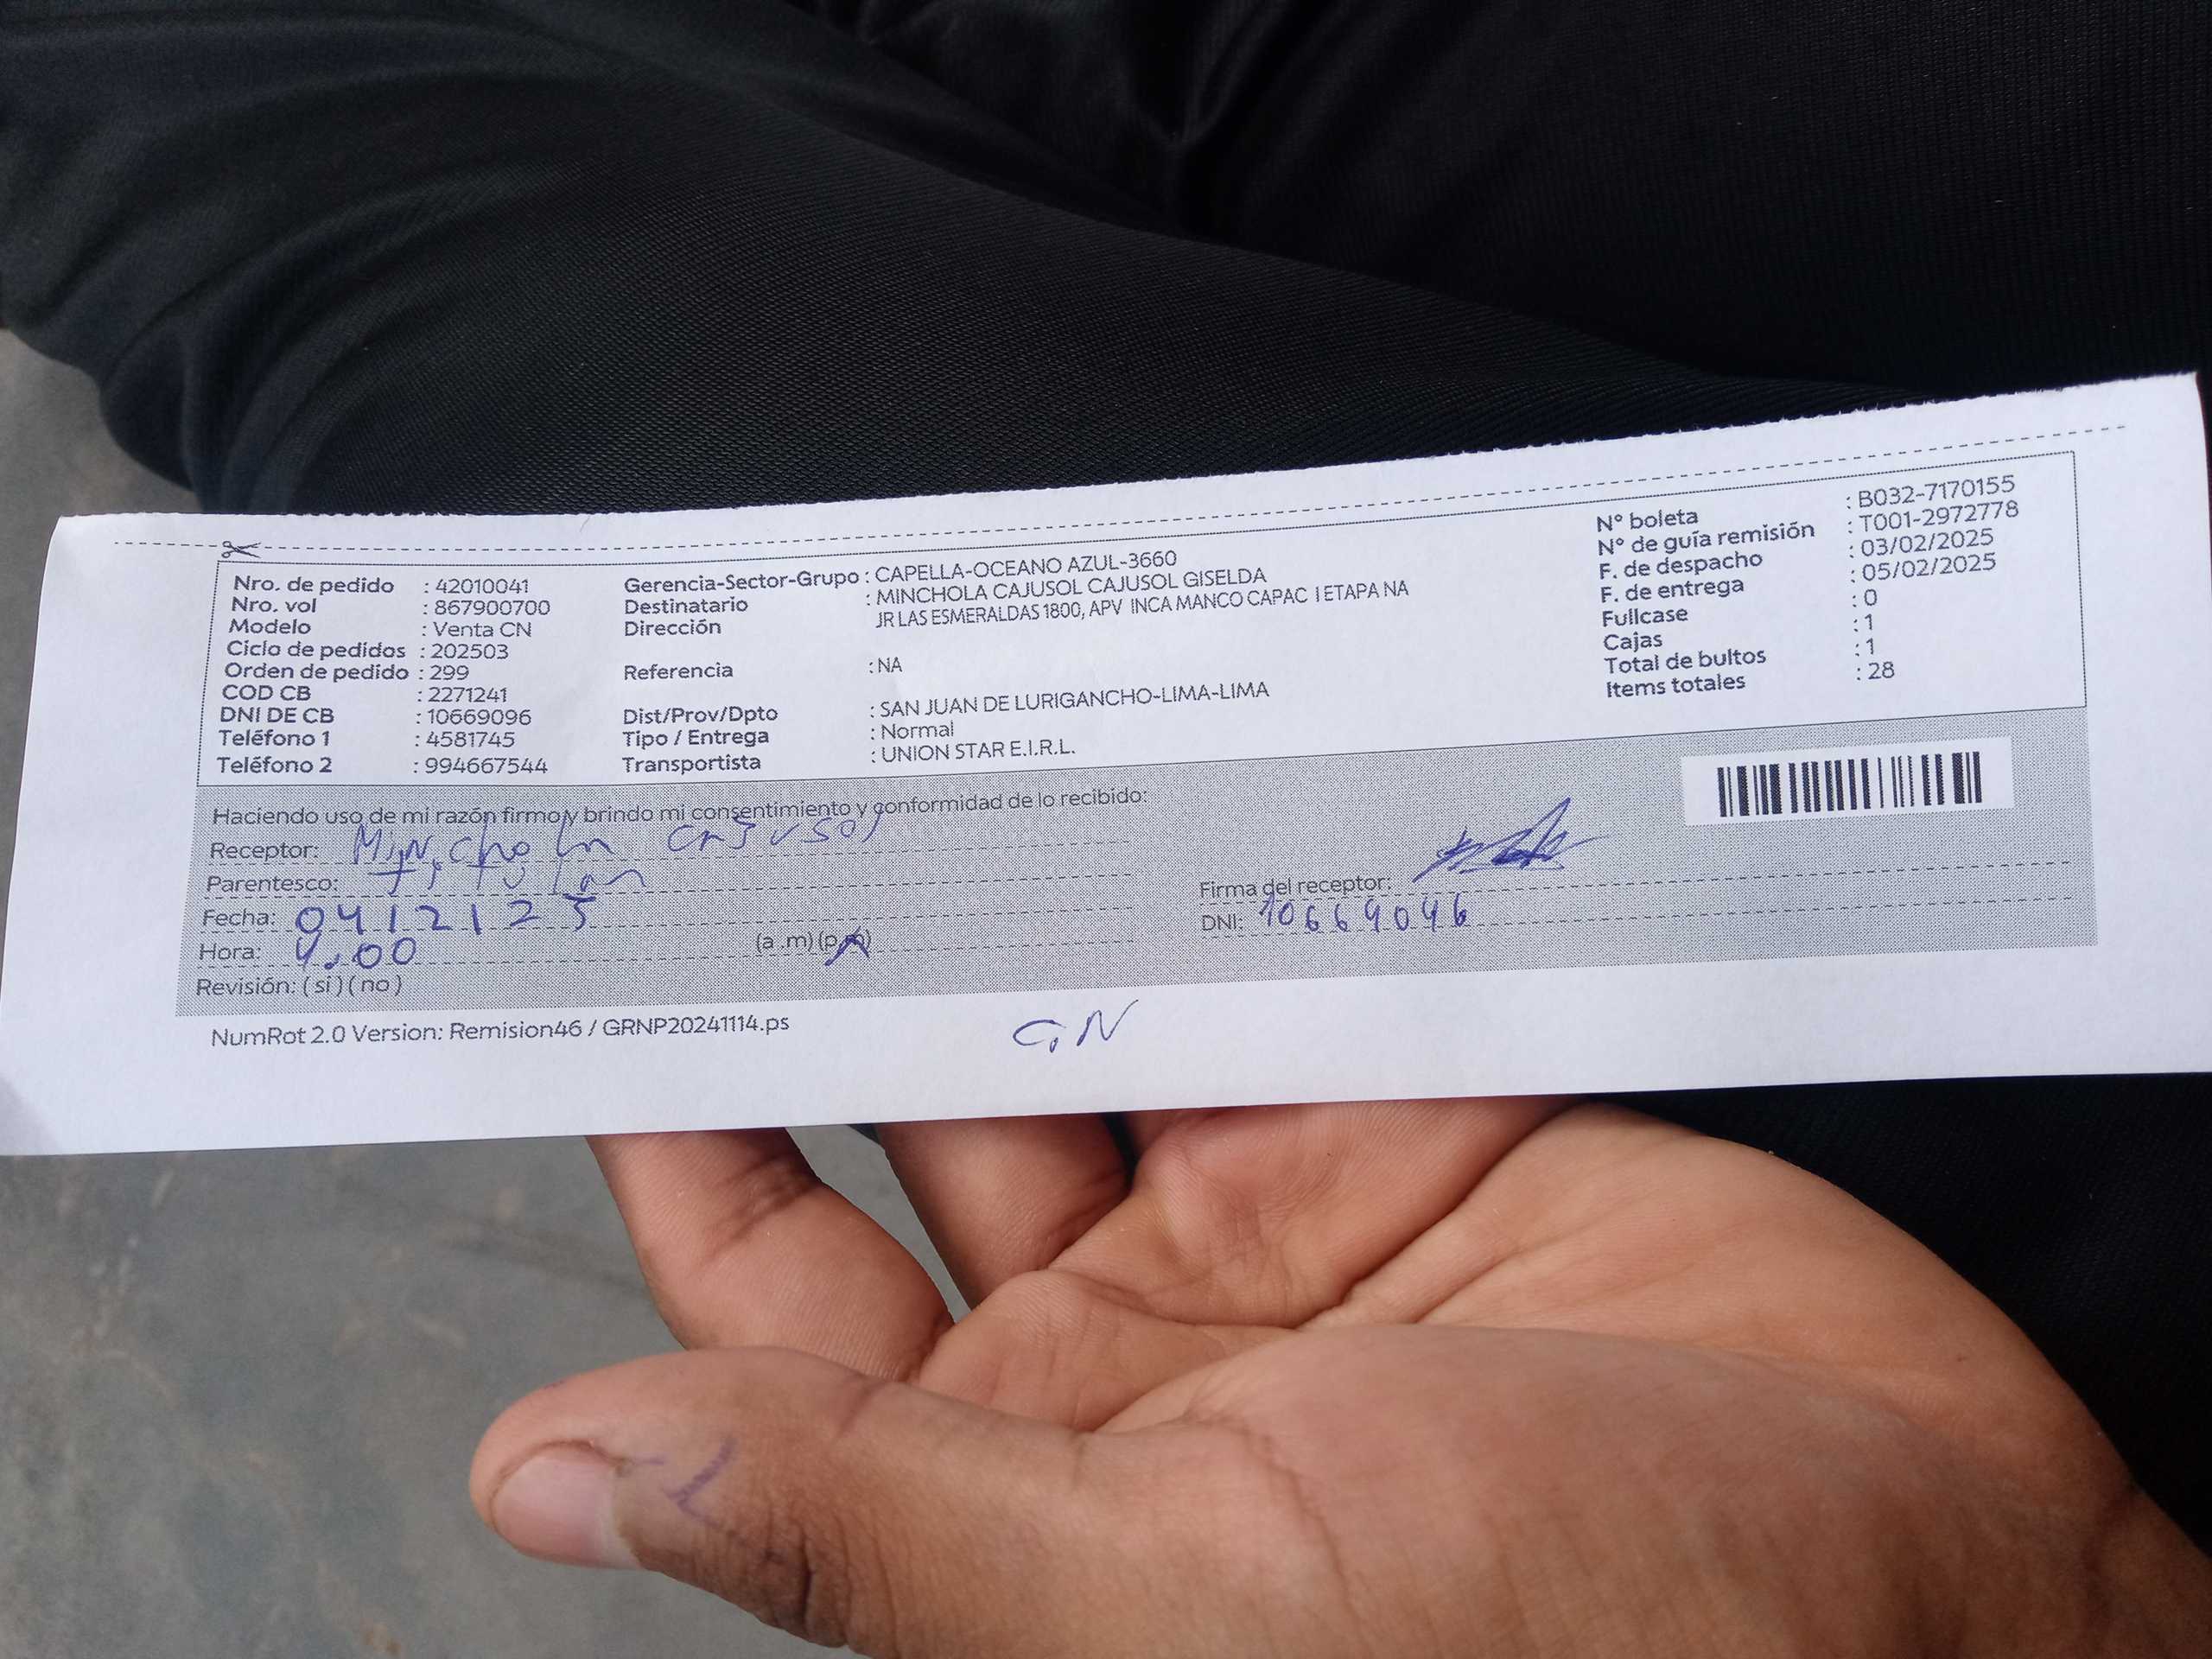 Nro. de pedido : 42010041
Nro. vol : 867900700
Modelo : Venta CN
Ciclo de pedidos : 202503
Orden de pedido : 299
COD CB : 2271241
DNI DE CB : 10669096
Teléfono 1 : 4581745
Teléfono 2 : 994667544
Gerencia-Sector-Grupo : CAPELLA-OCEANO AZUL-3660
Destinatario : MINCHOLA CAJUSOL CAJUSOL GISELDA
Dirección JR LAS ESMERALDAS 1800, APV INCA MANCO CAPAC I ETAPA NA
Referencia : NA
Dist/Prov/Dpto : SAN JUAN DE LURIGANCHO-LIMA-LIMA
Tipo / Entrega : Normal
Transportista : UNION STAR E.I.R.L.
N° boleta : B032-7170155
N° de guía remisión : T001-2972778
F. de despacho : 03/02/2025
F. de entrega : 05/02/2025
Fullcase : 0
Cajas : 1
Total de bultos : 1
Items totales : 28
Haciendo uso de mi razón firmo y brindo mi consentimiento y conformidad de lo recibido:
Receptor: Minchola Cajusol
Parentesco: Titular
Fecha: 04/2/25
Hora: 4:00 (a .m) (p.m)
Revisión: ( si ) ( no )
Firma del receptor:
DNI: 10669096
NumRot 2.0 Version: Remision46 / GRNP20241114.ps
GN